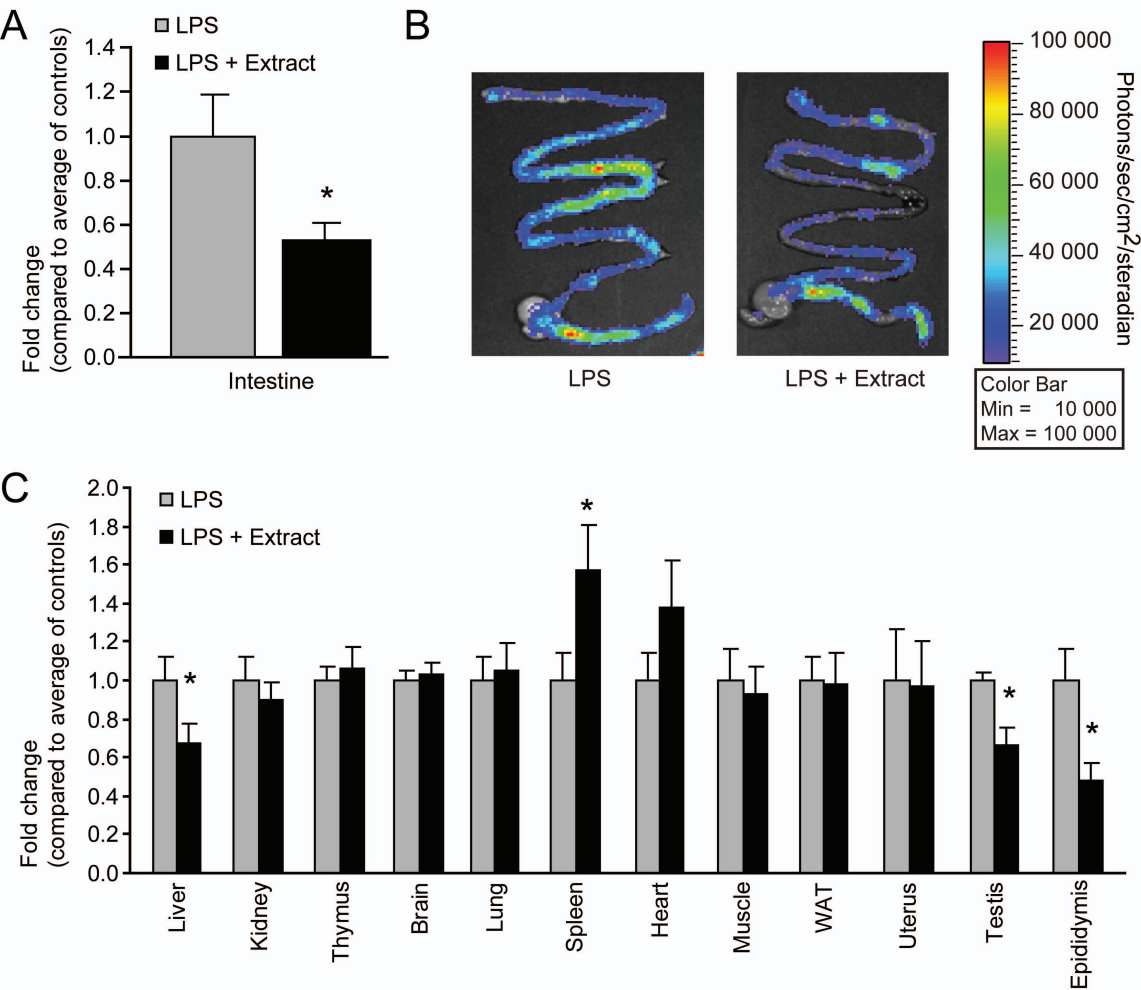 A
LPS
LPS + Extract
Fold change
(compared to average of controls)
1.4
1.2
1.0
0.8
0.6
0.4
0.2
0.0
*
Intestine
B
LPS
LPS + Extract
100 000
80 000
60 000
40 000
20 000
Photons/sec/cm²/steradian
Color Bar
Min = 10 000
Max = 100 000
C
LPS
LPS + Extract
Fold change
(compared to average of controls)
2.0
1.8
1.6
1.4
1.2
1.0
0.8
0.6
0.4
0.2
0.0
*
*
*
*
Liver
Kidney
Thymus
Brain
Lung
Spleen
Heart
Muscle
WAT
Uterus
Testis
Epididymis